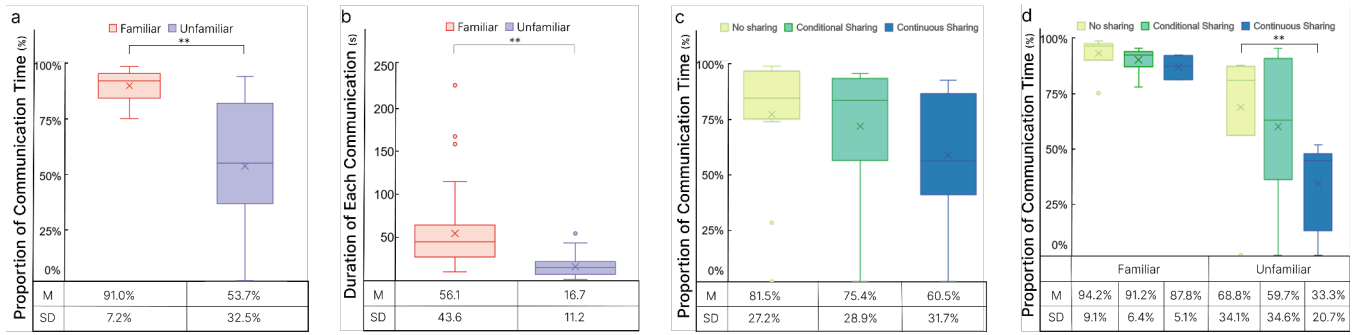 a
Familiar Unfamiliar
**
Proportion of Communication Time (%)
100%
75%
50%
25%
0%
M 91.0% 53.7%
SD 7.2% 32.5%
b
Familiar Unfamiliar
**
Duration of Each Communication (s)
250
200
150
100
50
M 56.1 16.7
SD 43.6 11.2
c
No sharing Conditional Sharing Continuous Sharing
Proportion of Communication Time (%)
100%
75%
50%
25%
0%
M 81.5% 75.4% 60.5%
SD 27.2% 28.9% 31.7%
d
No sharing Conditional Sharing Continuous Sharing
**
Proportion of Communication Time (%)
100%
75%
50%
25%
0%
Familiar Unfamiliar
M 94.2% 91.2% 87.8% 68.8% 59.7% 33.3%
SD 9.1% 6.4% 5.1% 34.1% 34.6% 20.7%